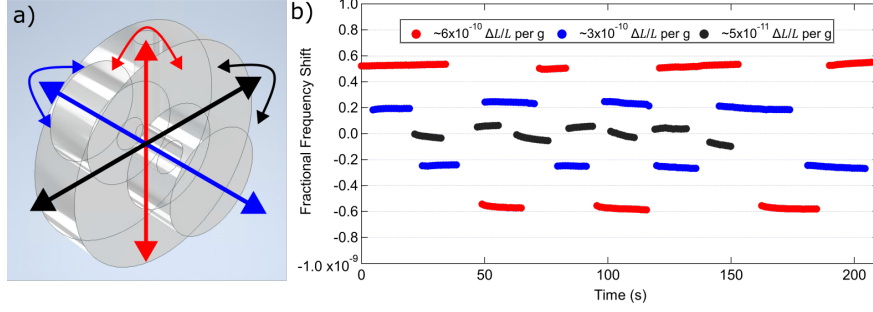 a)
b)
Fractional Frequency Shift
1.0
0.8
0.6
0.4
0.2
0.0
-0.2
-0.4
-0.6
-0.8
-1.0 x10⁻⁹
~6x10⁻¹⁰ ΔL/L per g
~3x10⁻¹⁰ ΔL/L per g
~5x10⁻¹¹ ΔL/L per g
0
50
100
150
200
Time (s)